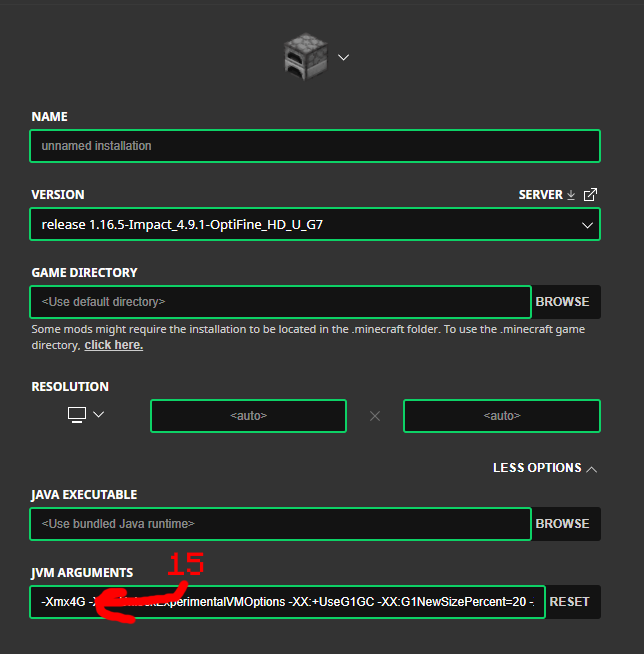 NAME
unnamed installation
VERSION
SERVER
release 1.16.5-Impact_4.9.1-OptiFine_HD_U_G7
GAME DIRECTORY
<Use default directory>
BROWSE
Some mods might require the installation to be located in the .minecraft folder. To use the .minecraft game
directory, click here.
RESOLUTION
<auto>
<auto>
LESS OPTIONS
JAVA EXECUTABLE
<Use bundled Java runtime>
BROWSE
JVM ARGUMENTS
15
-Xmx4G -XX:+UseG1GC -XX:G1NewSizePercent=20 -
RESET